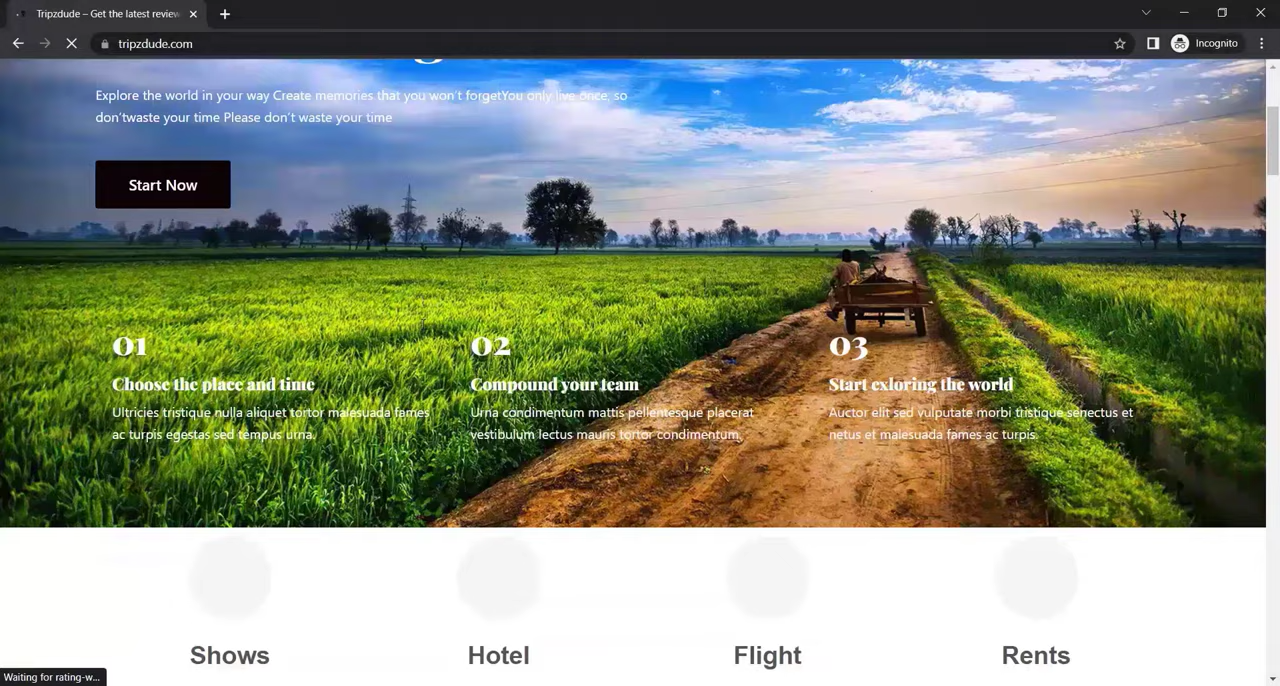 Tripzdude – Get the latest review
tripzdude.com
Incognito
Explore the world in your way Create memories that you won't forgetYou only live once, so
don'twaste your time Please don't waste your time
Start Now
01
02
03
Choose the place and time
Compound your team
Start exloring the world
Ultricies tristique nulla aliquet tortor malesuada fames
ac turpis egestas sed tempus urna.
Urna condimentum mattis pellentesque placerat
vestibulum lectus mauris tortor condimentum.
Auctor elit sed vulputate morbi tristique senectus et
netus et malesuada fames ac turpis.
Shows
Hotel
Flight
Rents
Waiting for rating-w...